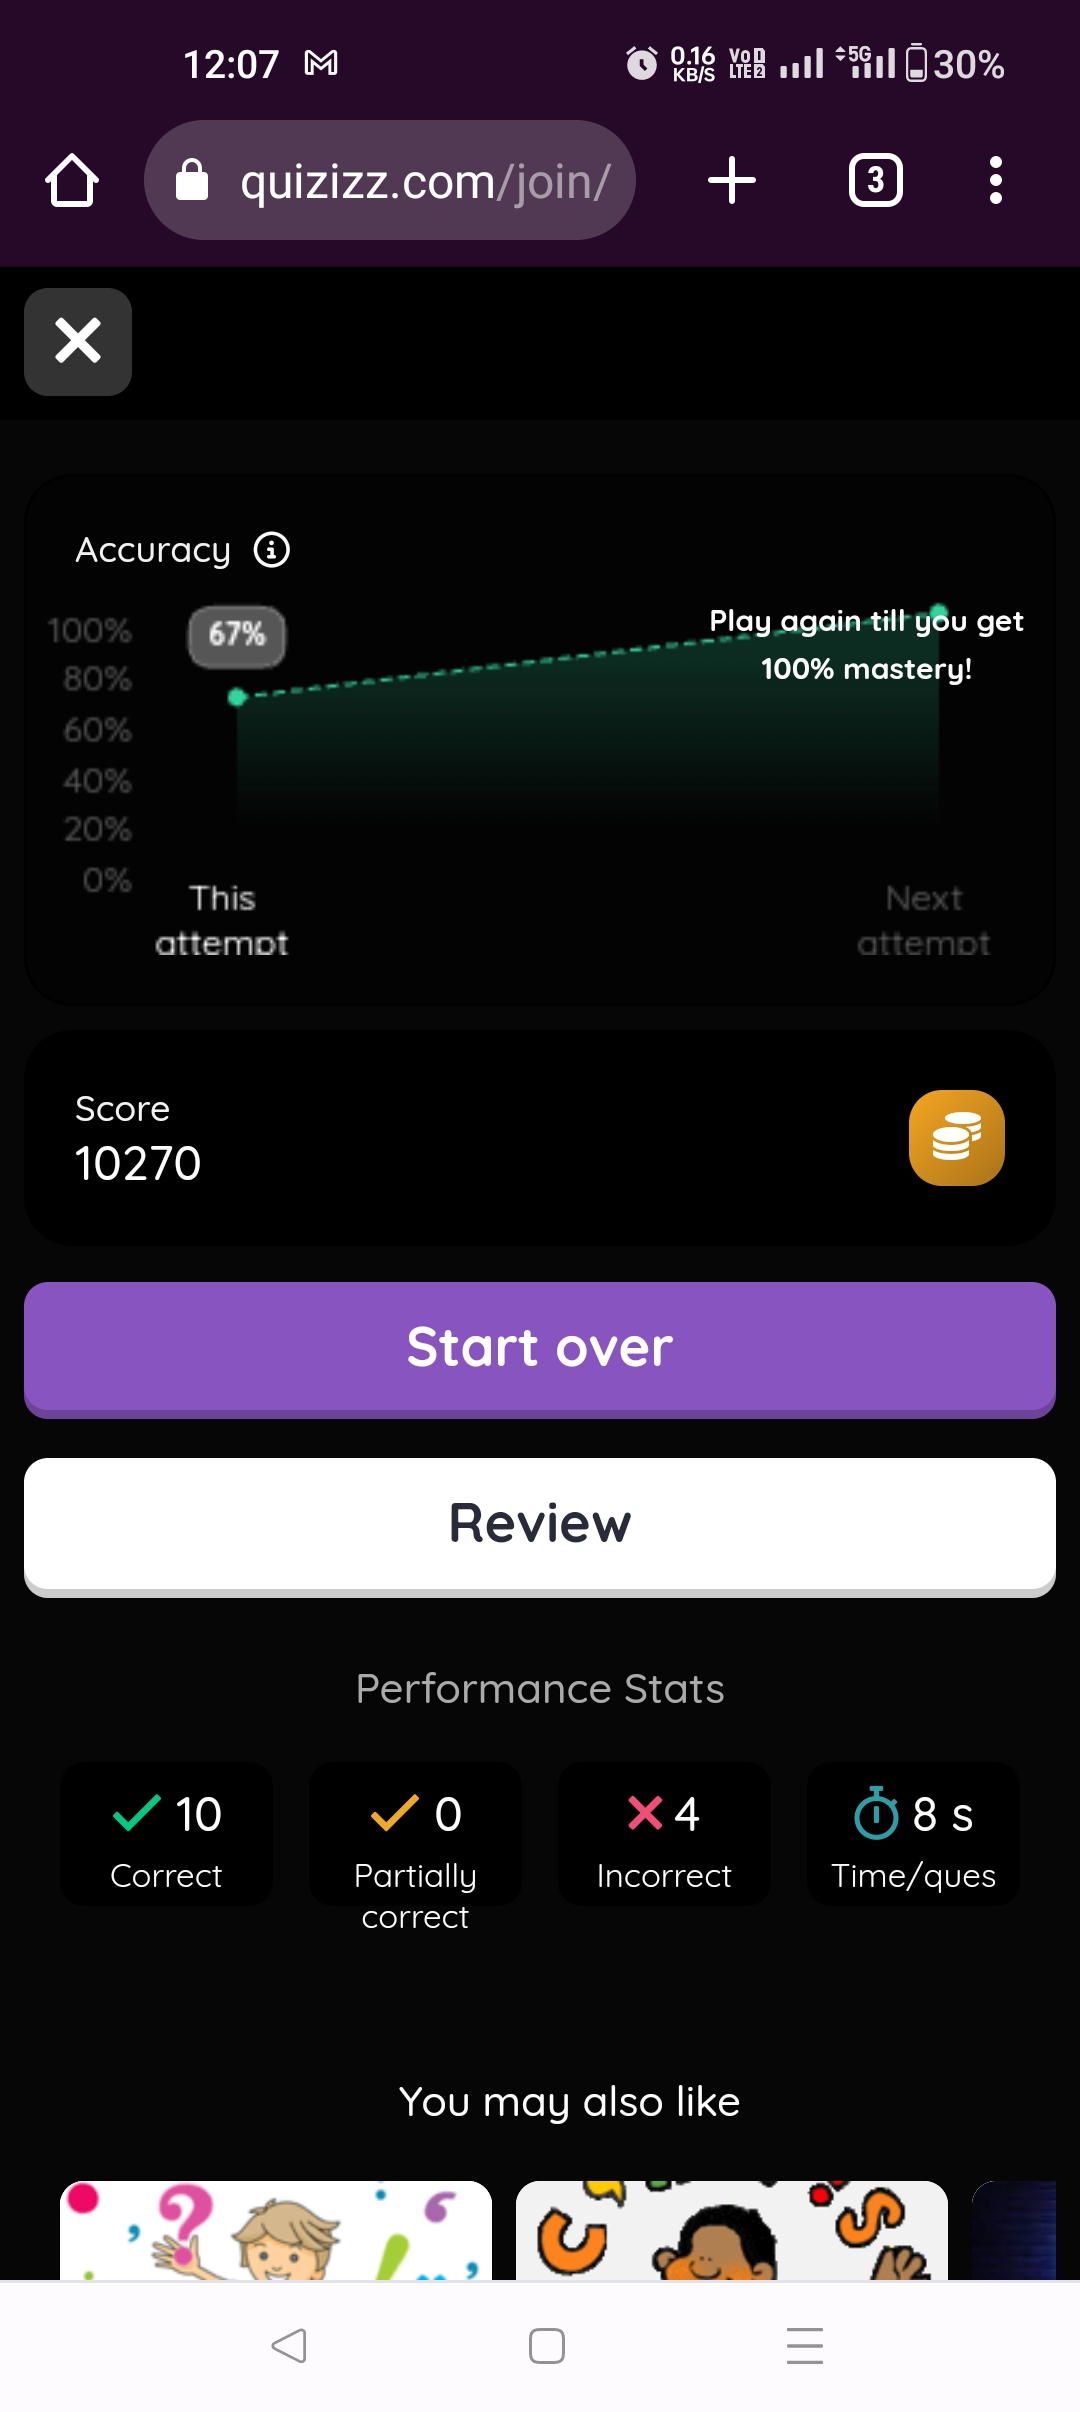 12:07
0.16 KB/S
VoD LTE2
5G
30%
quizizz.com/join/
3
Accuracy
100%
80%
60%
40%
20%
0%
67%
Play again till you get
100% mastery!
This
attempt
Next
attempt
Score
10270
Start over
Review
Performance Stats
10
Correct
0
Partially
correct
4
Incorrect
8 s
Time/ques
You may also like